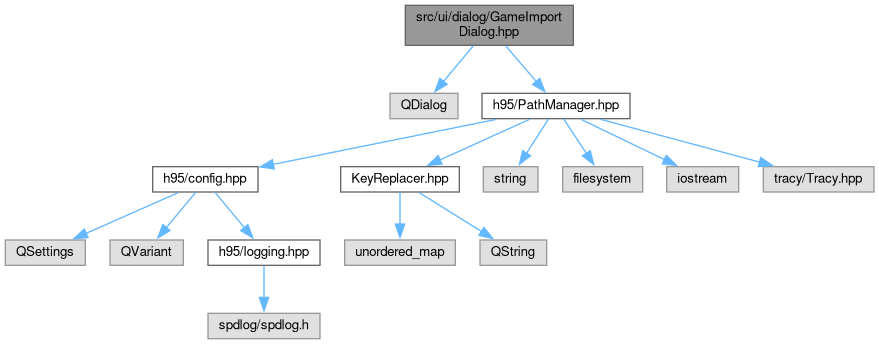 src/ui/dialog/GameImport
Dialog.hpp
QDialog
h95/PathManager.hpp
h95/config.hpp
KeyReplacer.hpp
string
filesystem
iostream
tracy/Tracy.hpp
QSettings
QVariant
h95/logging.hpp
unordered_map
QString
spdlog/spdlog.h